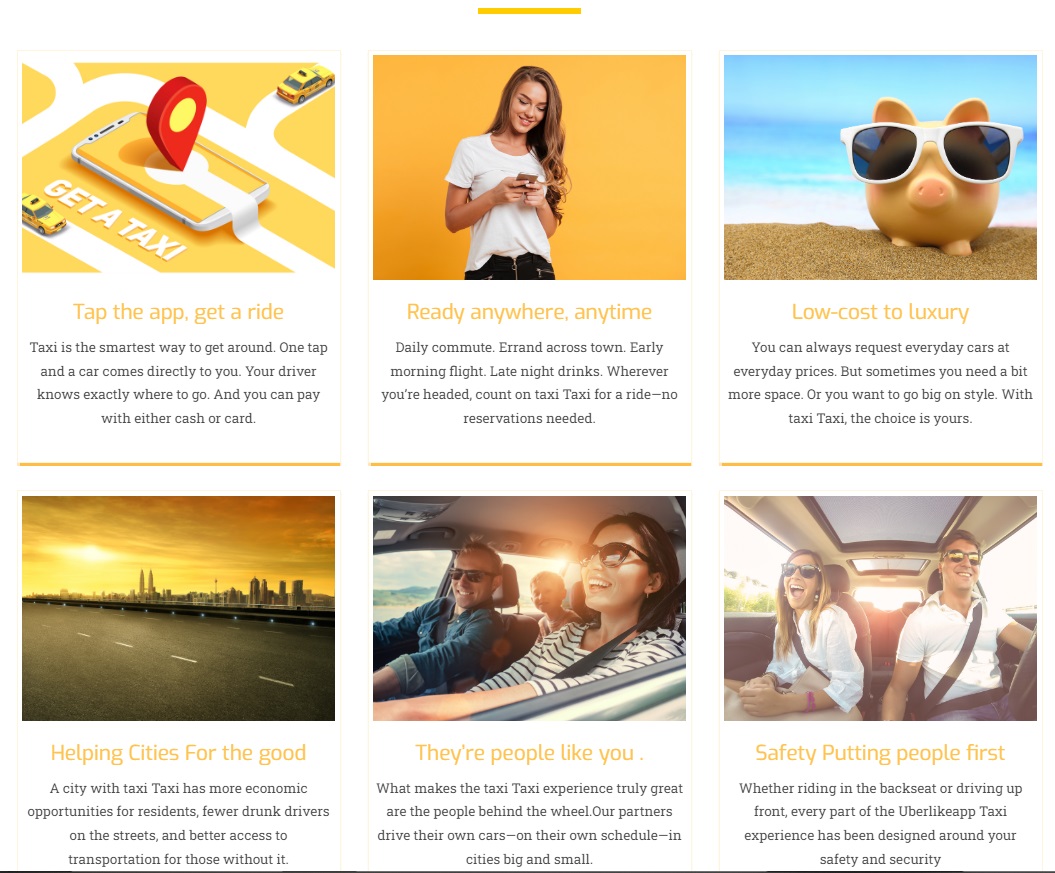 GET A TAXI
Tap the app, get a ride
Taxi is the smartest way to get around. One tap
and a car comes directly to you. Your driver
knows exactly where to go. And you can pay
with either cash or card.
Ready anywhere, anytime
Daily commute. Errand across town. Early
morning flight. Late night drinks. Wherever
you're headed, count on taxi Taxi for a ride—no
reservations needed.
Low-cost to luxury
You can always request everyday cars at
everyday prices. But sometimes you need a bit
more space. Or you want to go big on style. With
taxi Taxi, the choice is yours.
Helping Cities For the good
A city with taxi Taxi has more economic
opportunities for residents, fewer drunk drivers
on the streets, and better access to
transportation for those without it.
They're people like you .
What makes the taxi Taxi experience truly great
are the people behind the wheel.Our partners
drive their own cars—on their own schedule—in
cities big and small.
Safety Putting people first
Whether riding in the backseat or driving up
front, every part of the Uberlikeapp Taxi
experience has been designed around your
safety and security